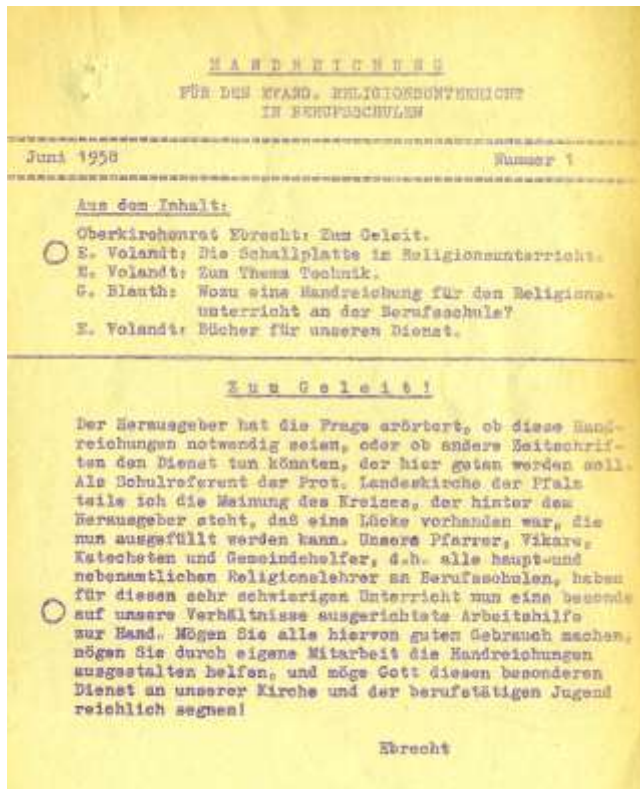 H A N D R E I C H U N G
FÜR DEN EVANG. RELIGIONSUNTERRICHT
IN BERUFSSCHULEN
Juni 1958 Nummer 1
Aus dem Inhalt:
Oberkirchenrat Ebrecht: Zum Geleit.
E. Volandt: Die Schallplatte im Religionsunterricht.
E. Volandt: Zum Thema Technik.
G. Blauth: Wozu eine Handreichung für den Religions-
unterricht an der Berufsschule?
E. Volandt: Bücher für unseren Dienst.
Z u m G e l e i t !
Der Herausgeber hat die Frage erörtert, ob diese Hand-
reichungen notwendig seien, oder ob andere Zeitschrif-
ten den Dienst tun könnten, der hier getan werden soll.
Als Schulreferent der Prot. Landeskirche der Pfalz
teile ich die Meinung des Kreises, der hinter dem
Herausgeber steht, daß eine Lücke vorhanden war, die
nun ausgefüllt werden kann. Unsere Pfarrer, Vikare,
Katecheten und Gemeindehelfer, d.h. alle haupt-und
nebenamtlichen Religionslehrer an Berufsschulen, haben
für diesen sehr schwierigen Unterricht nun eine besonde
auf unsere Verhältnisse ausgerichtete Arbeitshilfe
zur Hand. Mögen Sie alle hiervon guten Gebrauch machen,
mögen Sie durch eigene Mitarbeit die Handreichungen
ausgestalten helfen, und möge Gott diesen besonderen
Dienst an unserer Kirche und der berufstätigen Jugend
reichlich segnen!
Ebrecht